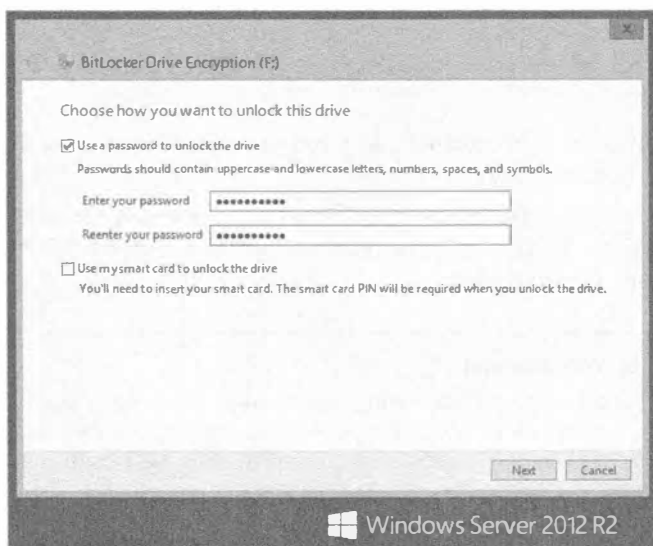 BitLocker Drive Encryption (F:)
Choose how you want to unlock this drive
Use a password to unlock the drive
Passwords should contain uppercase and lowercase letters, numbers, spaces, and symbols.
Enter your password ●●●●●●●●●●
Reenter your password ●●●●●●●●●●
Use my smart card to unlock the drive
You'll need to insert your smart card. The smart card PIN will be required when you unlock the drive.
Next Cancel
Windows Server 2012 R2